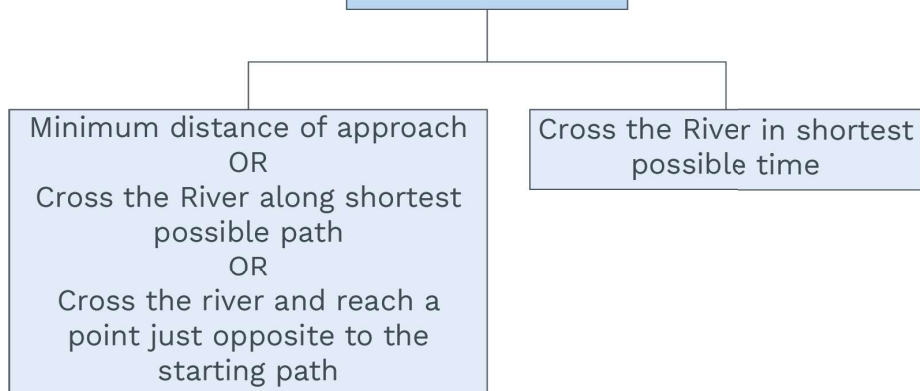 Minimum distance of approach
OR
Cross the River along shortest
possible path
OR
Cross the river and reach a
point just opposite to the
starting path
Cross the River in shortest
possible time